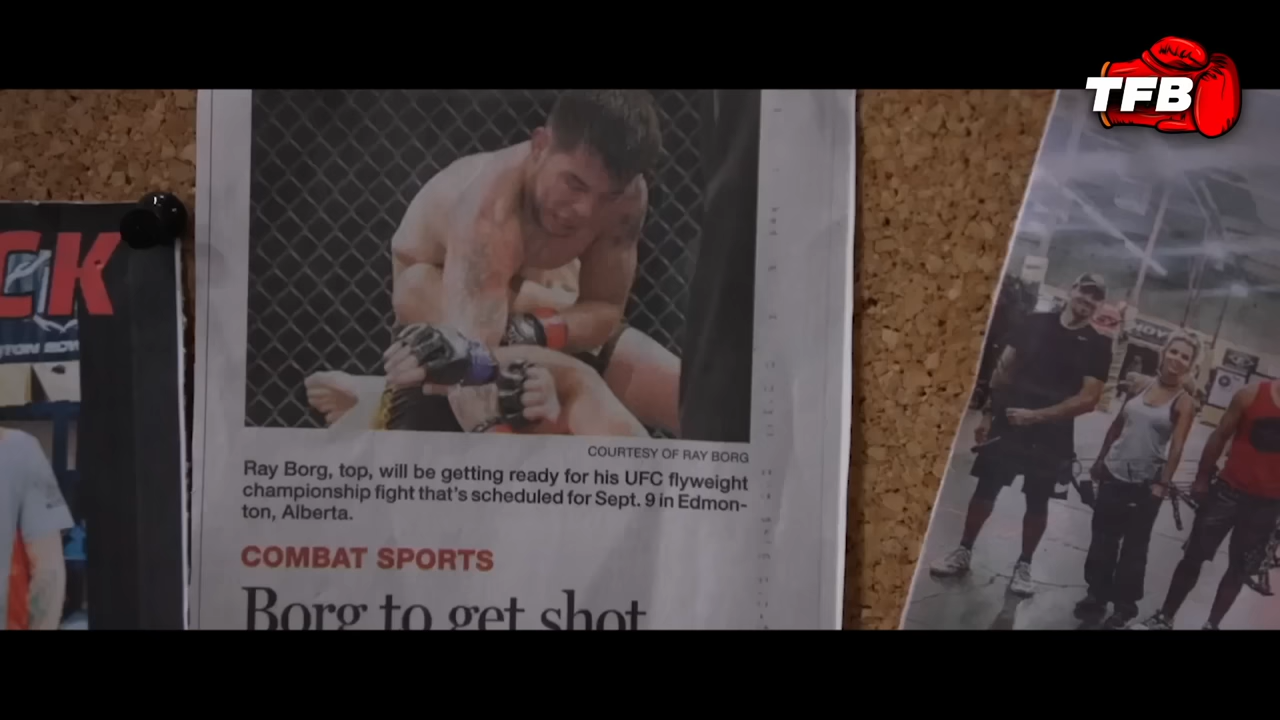 TFB
CK
COURTESY OF RAY BORG
Ray Borg, top, will be getting ready for his UFC flyweight
championship fight that's scheduled for Sept. 9 in Edmon-
ton, Alberta.
COMBAT SPORTS
Borg to get shot